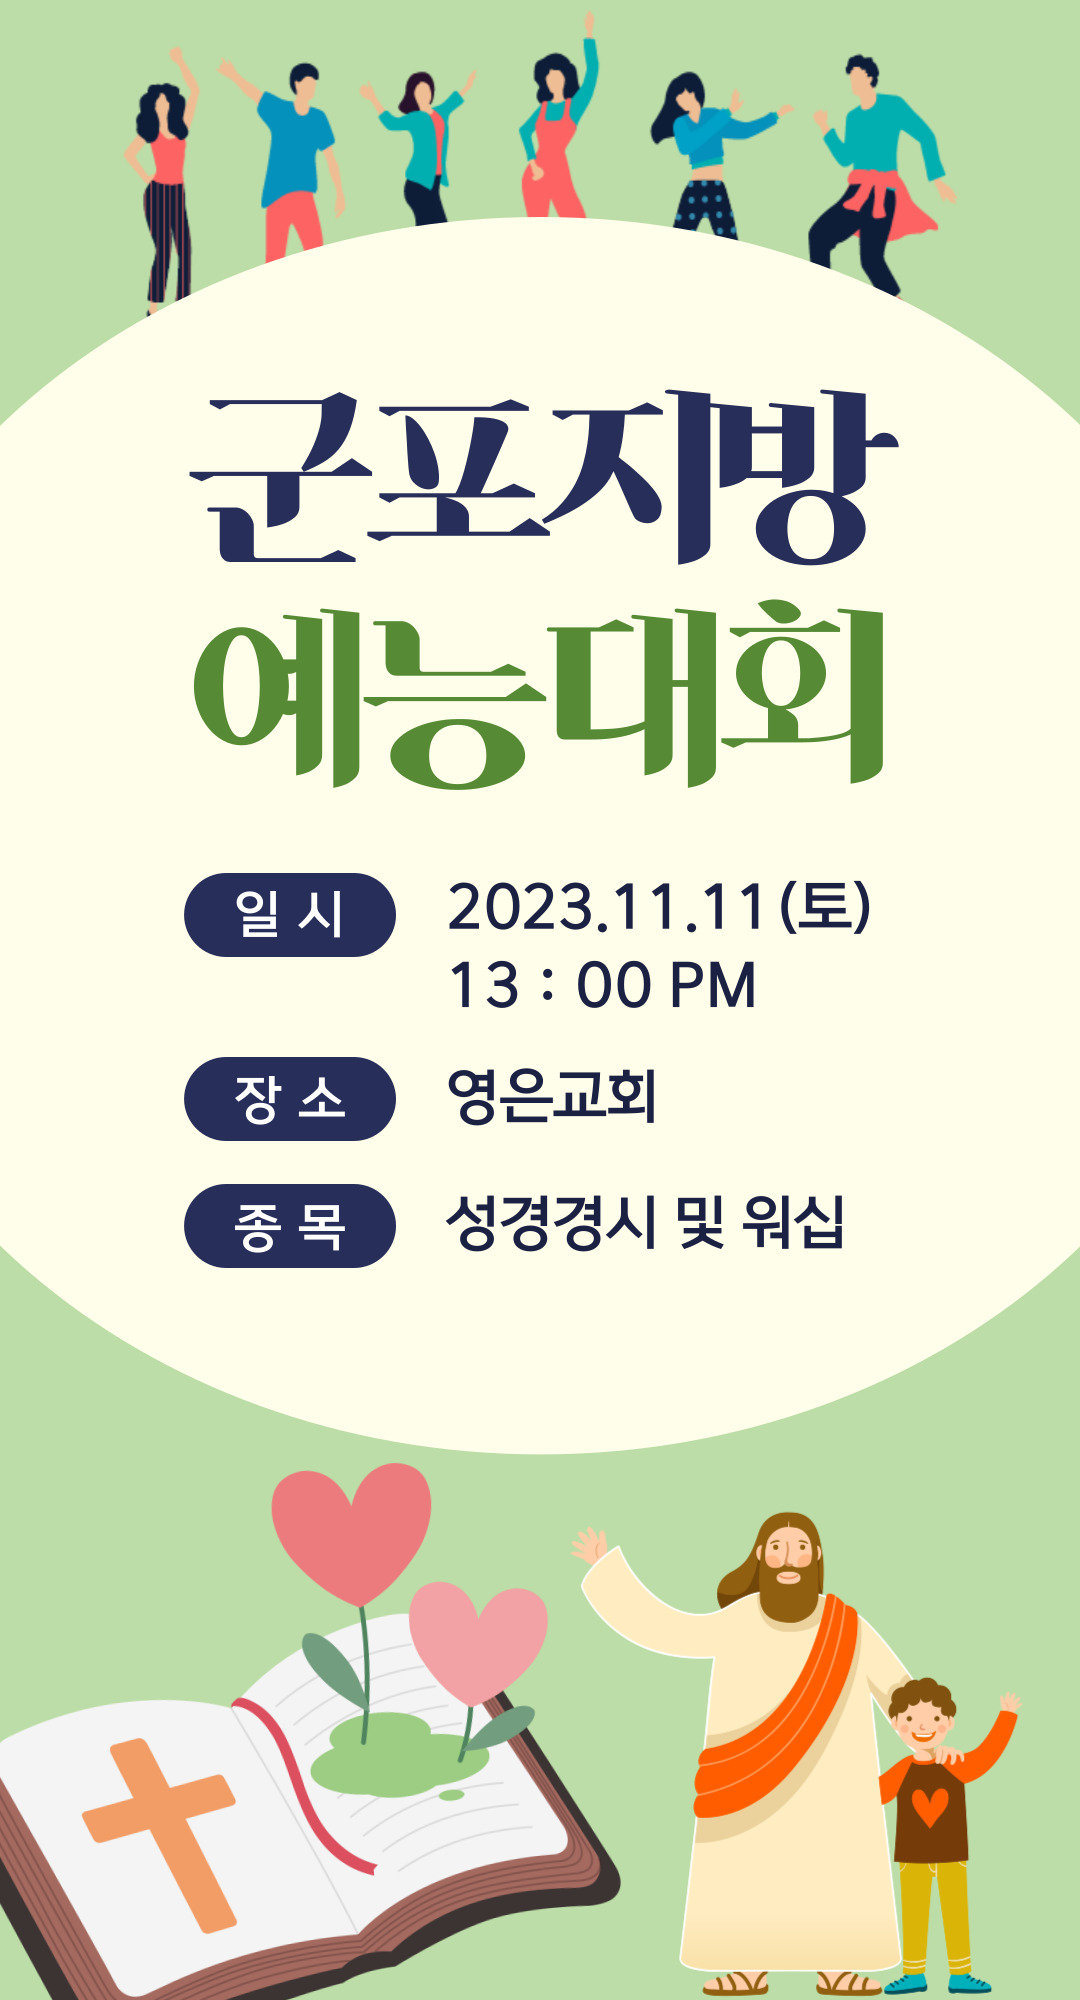 군포지방
예능대회
일 시 2023.11.11(토)
13 : 00 PM
장 소 영은교회
종 목 성경경시 및 워십